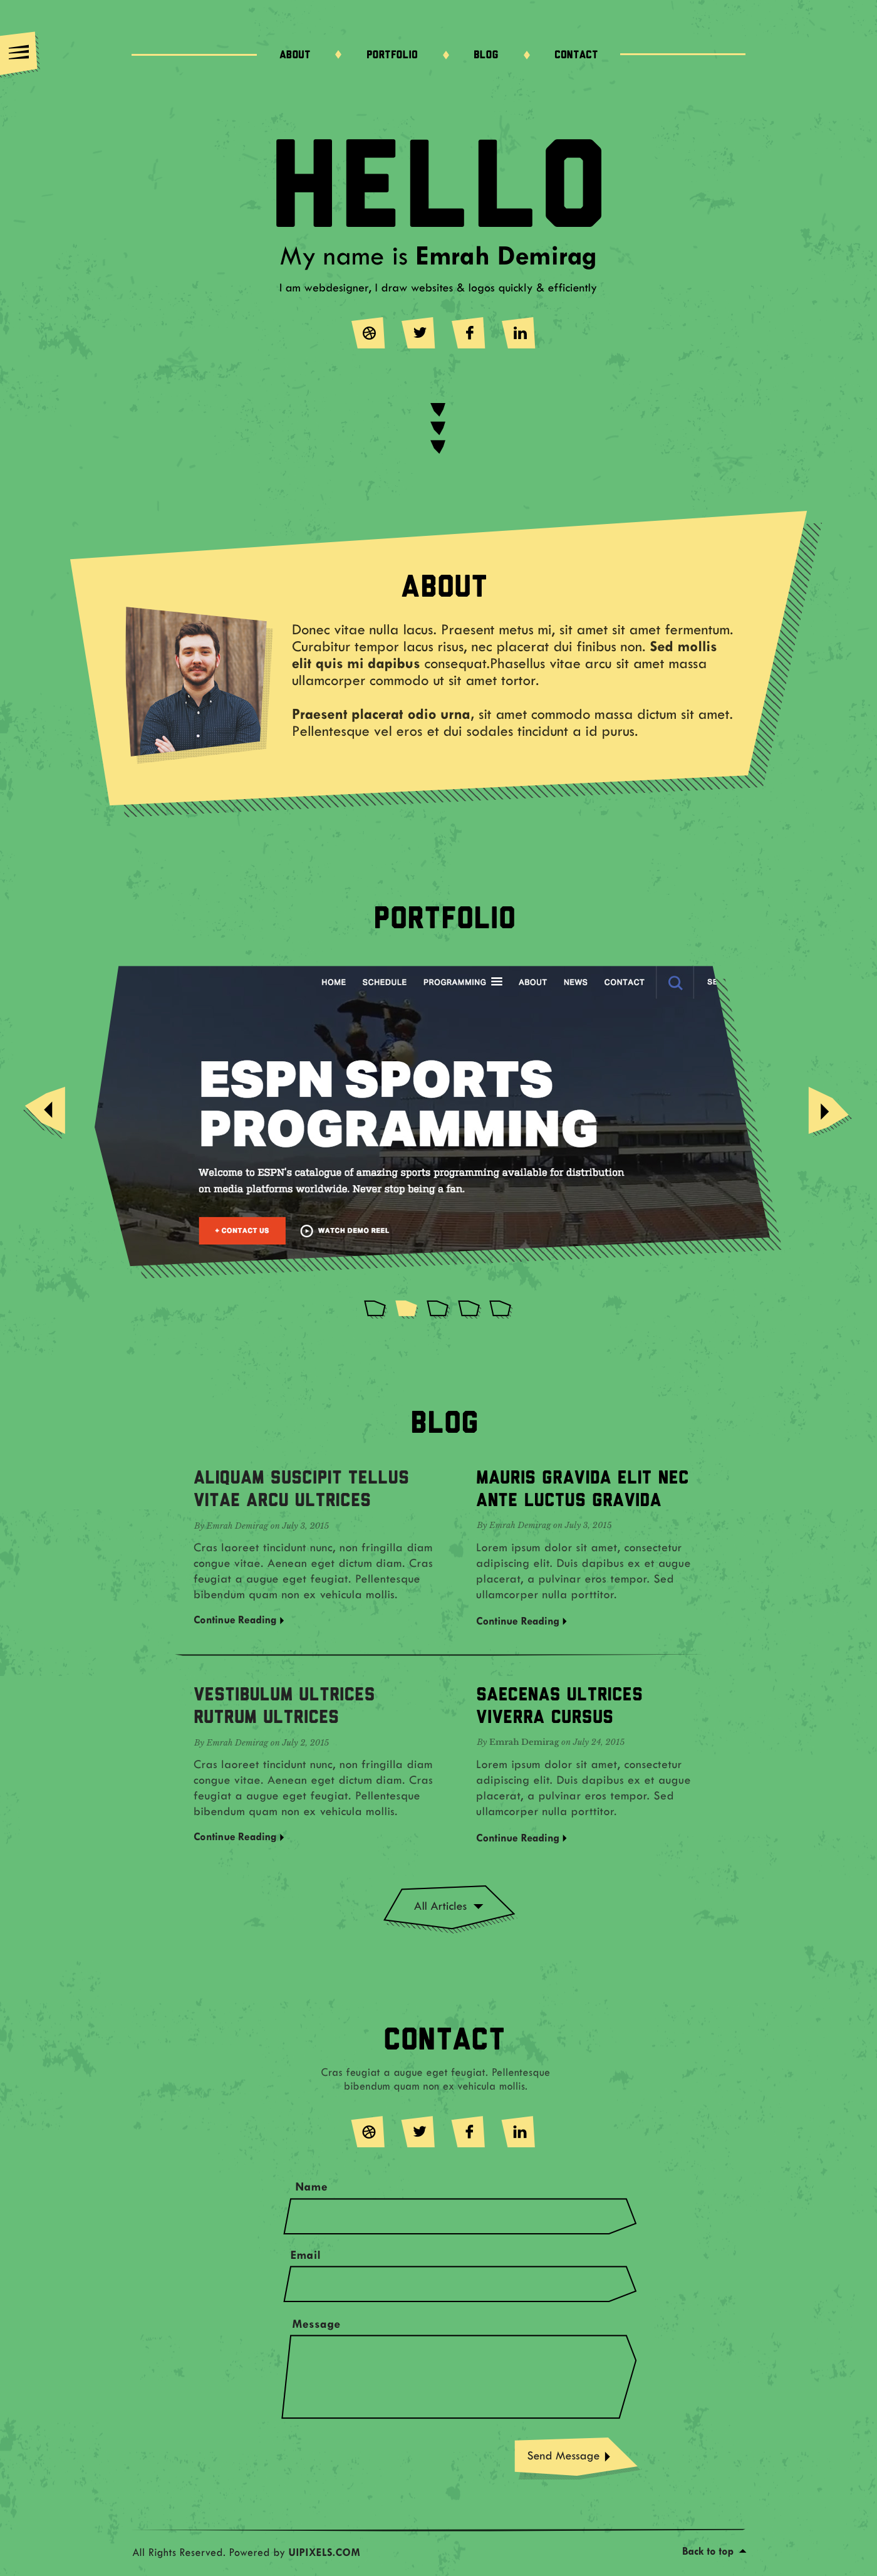 ABOUT PORTFOLIO BLOG CONTACT
HELLO
My name is Emrah Demirag
I am webdesigner, I draw websites & logos quickly & efficiently
ABOUT
Donec vitae nulla lacus. Praesent metus mi, sit amet sit amet fermentum.
Curabitur tempor lacus risus, nec placerat dui finibus non. Sed mollis
elit quis mi dapibus consequat.Phasellus vitae arcu sit amet massa
ullamcorper commodo ut sit amet tortor.
Praesent placerat odio urna, sit amet commodo massa dictum sit amet.
Pellentesque vel eros et dui sodales tincidunt a id purus.
PORTFOLIO
HOME SCHEDULE PROGRAMMING ABOUT NEWS CONTACT
ESPN SPORTS
PROGRAMMING
Welcome to ESPN's catalogue of amazing sports programming available for distribution
on media platforms worldwide. Never stop being a fan.
+ CONTACT US WATCH DEMO REEL
BLOG
ALIQUAM SUSCIPIT TELLUS
VITAE ARCU ULTRICES
By Emrah Demirag on July 3, 2015
Cras laoreet tincidunt nunc, non fringilla diam
congue vitae. Aenean eget dictum diam. Cras
feugiat a augue eget feugiat. Pellentesque
bibendum quam non ex vehicula mollis.
Continue Reading
MAURIS GRAVIDA ELIT NEC
ANTE LUCTUS GRAVIDA
By Emrah Demirag on July 3, 2015
Lorem ipsum dolor sit amet, consectetur
adipiscing elit. Duis dapibus ex et augue
placerat, a pulvinar eros tempor. Sed
ullamcorper nulla porttitor.
Continue Reading
VESTIBULUM ULTRICES
RUTRUM ULTRICES
By Emrah Demirag on July 2, 2015
Cras laoreet tincidunt nunc, non fringilla diam
congue vitae. Aenean eget dictum diam. Cras
feugiat a augue eget feugiat. Pellentesque
bibendum quam non ex vehicula mollis.
Continue Reading
SAECENAS ULTRICES
VIVERRA CURSUS
By Emrah Demirag on July 24, 2015
Lorem ipsum dolor sit amet, consectetur
adipiscing elit. Duis dapibus ex et augue
placerat, a pulvinar eros tempor. Sed
ullamcorper nulla porttitor.
Continue Reading
All Articles
CONTACT
Cras feugiat a augue eget feugiat. Pellentesque
bibendum quam non ex vehicula mollis.
Name
Email
Message
Send Message
All Rights Reserved. Powered by UIPIXELS.COM
Back to top